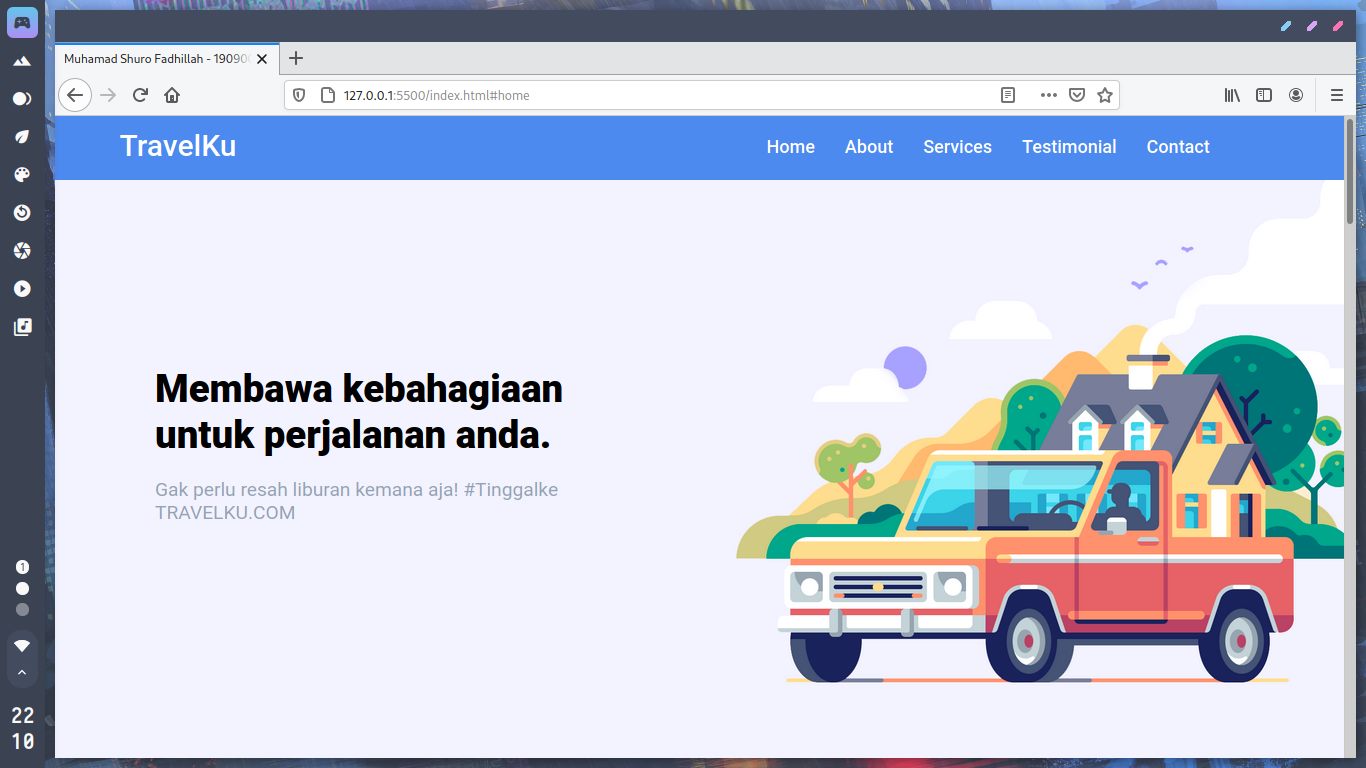 Muhamad Shuro Fadhillah - 1909
127.0.0.1:5500/index.html#home
TravelKu
Home About Services Testimonial Contact
Membawa kebahagiaan
untuk perjalanan anda.
Gak perlu resah liburan kemana aja! #Tinggalke
TRAVELKU.COM
1
22
10